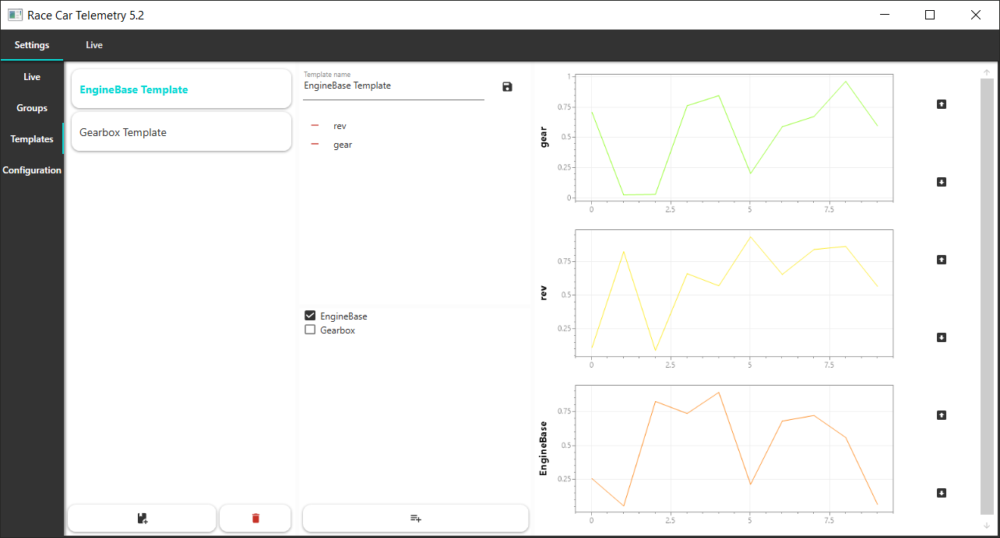 Race Car Telemetry 5.2
Settings
Live
Live
Groups
Templates
Configuration
EngineBase Template
Gearbox Template
Template name
EngineBase Template
rev
gear
EngineBase
Gearbox
gear
1
0.75
0.5
0.25
0
0 2.5 5 7.5
rev
0.75
0.5
0.25
0 2.5 5 7.5
EngineBase
0.75
0.5
0.25
0 2.5 5 7.5